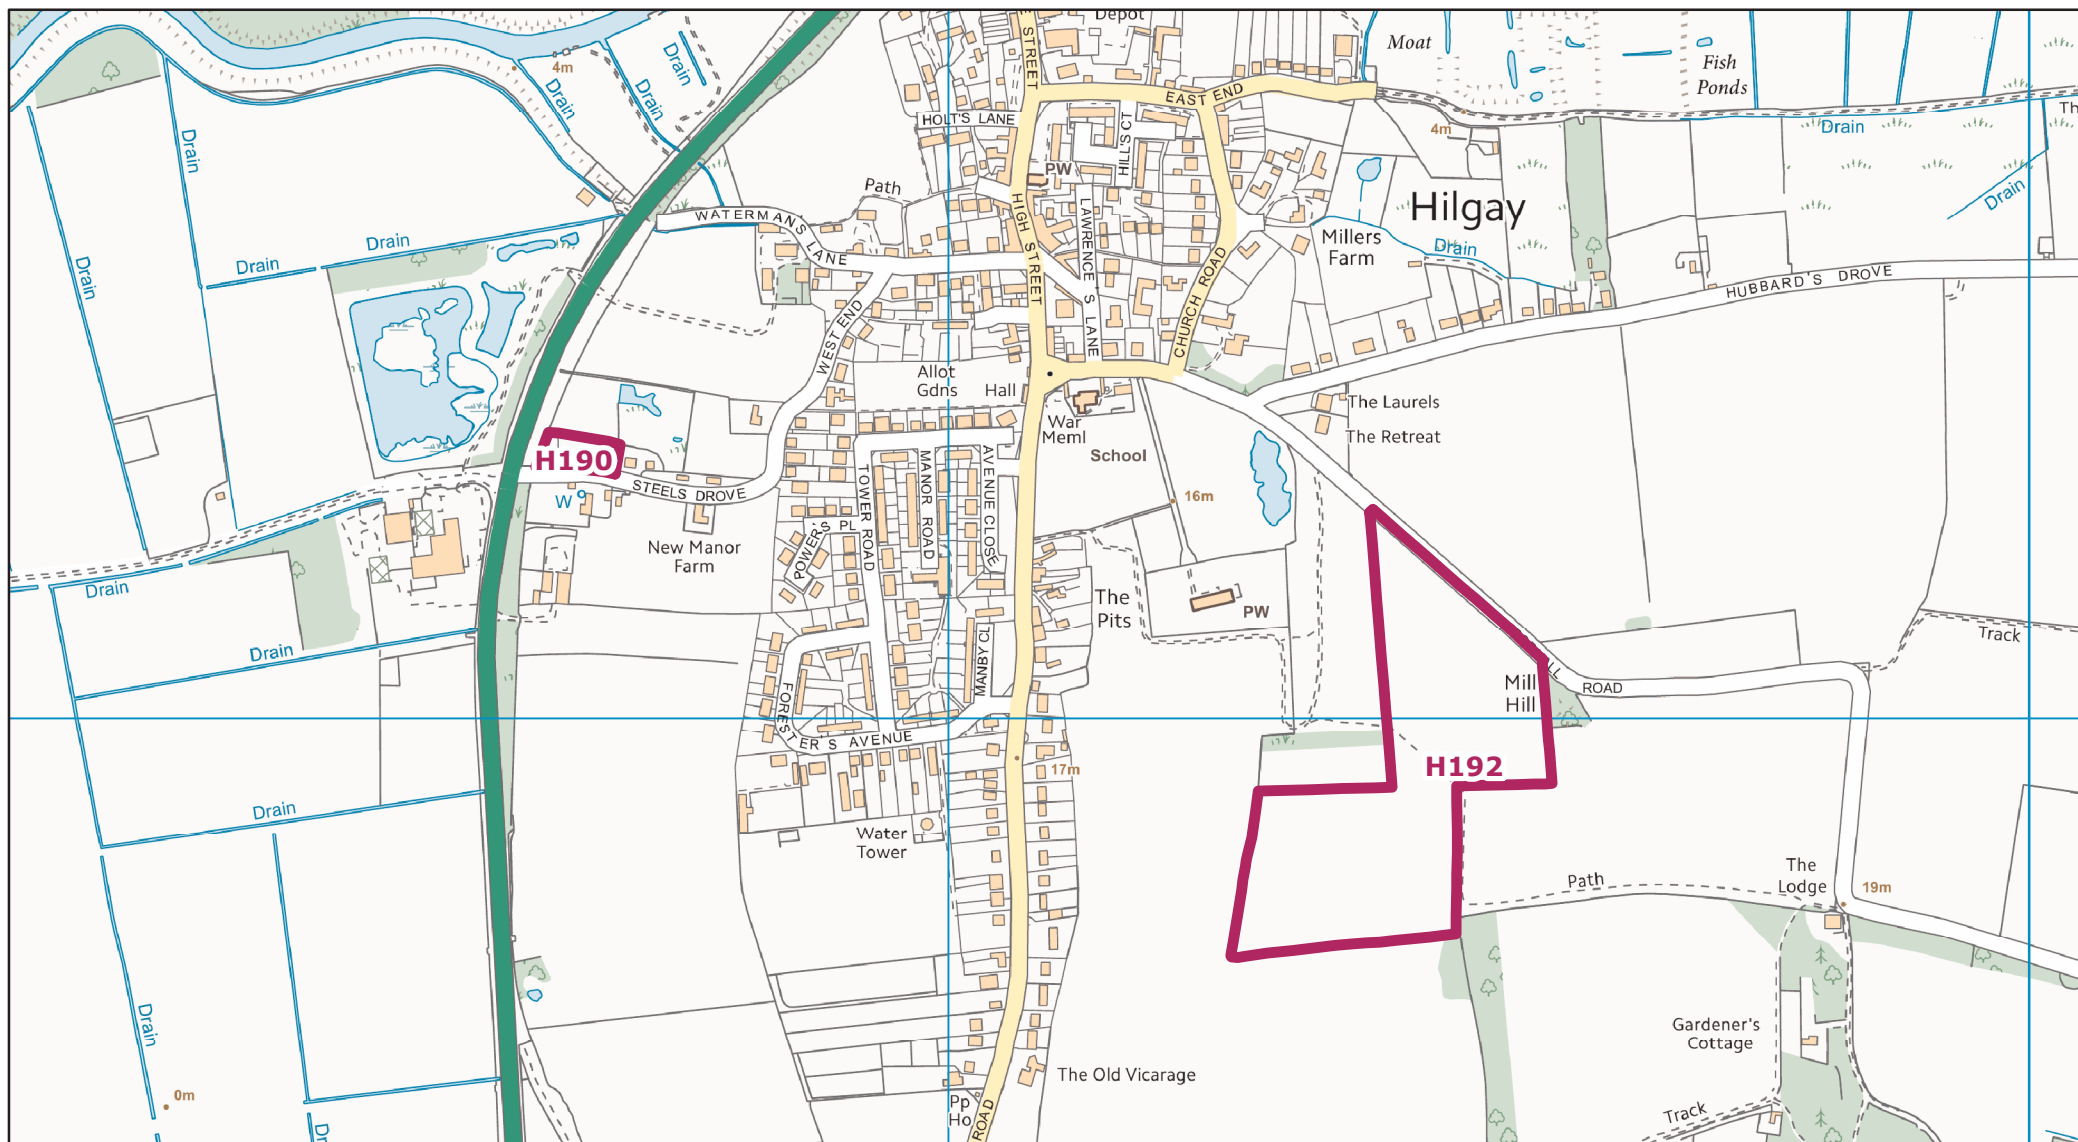 Depot
STREET
Moat
Fish
Ponds
4m
Drain
Drain
Drain
EAST END
HOLT'S LANE
HILL'S CT
4m
Drain
Th
Drain
PW
Path
Hilgay
Drain
WATERMAN'S LANE
HIGH STREET
LAWRENCE'S LANE
CHURCH ROAD
Millers
Farm
Drain
Drain
Drain
Drain
HUBBARD'S DROVE
WEST END
Allot
Gdns
Hall
War
Meml
The Laurels
The Retreat
School
H190
STEELS DROVE
W
16m
TOWER ROAD
MANOR ROAD
AVENUE CLOSE
POWER'S PL
New Manor
Farm
Drain
The
Pits
PW
Track
Drain
MANBY CL
FORESTER'S AVENUE
Mill
Hill
LL
ROAD
17m
H192
Drain
Water
Tower
Path
The
Lodge
19m
Drain
Gardener's
Cottage
The Old Vicarage
0m
Pp
Ho
ROAD
Track
Dr